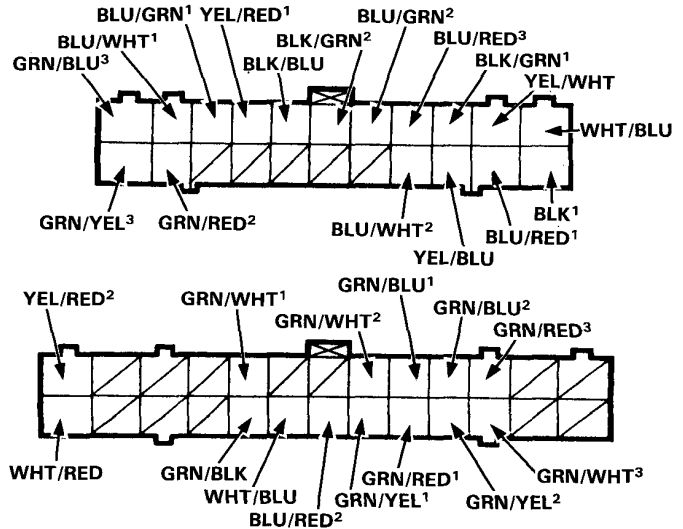 BLU/GRN¹ YEL/RED¹ BLU/GRN²
BLU/WHT¹ BLK/GRN² BLU/RED³
GRN/BLU³ BLK/BLU BLK/GRN¹
YEL/WHT
WHT/BLU
GRN/YEL³ GRN/RED² BLU/WHT² BLK¹
YEL/BLU BLU/RED¹
YEL/RED² GRN/WHT¹ GRN/BLU¹
GRN/WHT² GRN/BLU²
GRN/RED³
WHT/RED GRN/BLK GRN/RED¹ GRN/WHT³
WHT/BLU GRN/YEL¹ GRN/YEL²
BLU/RED²